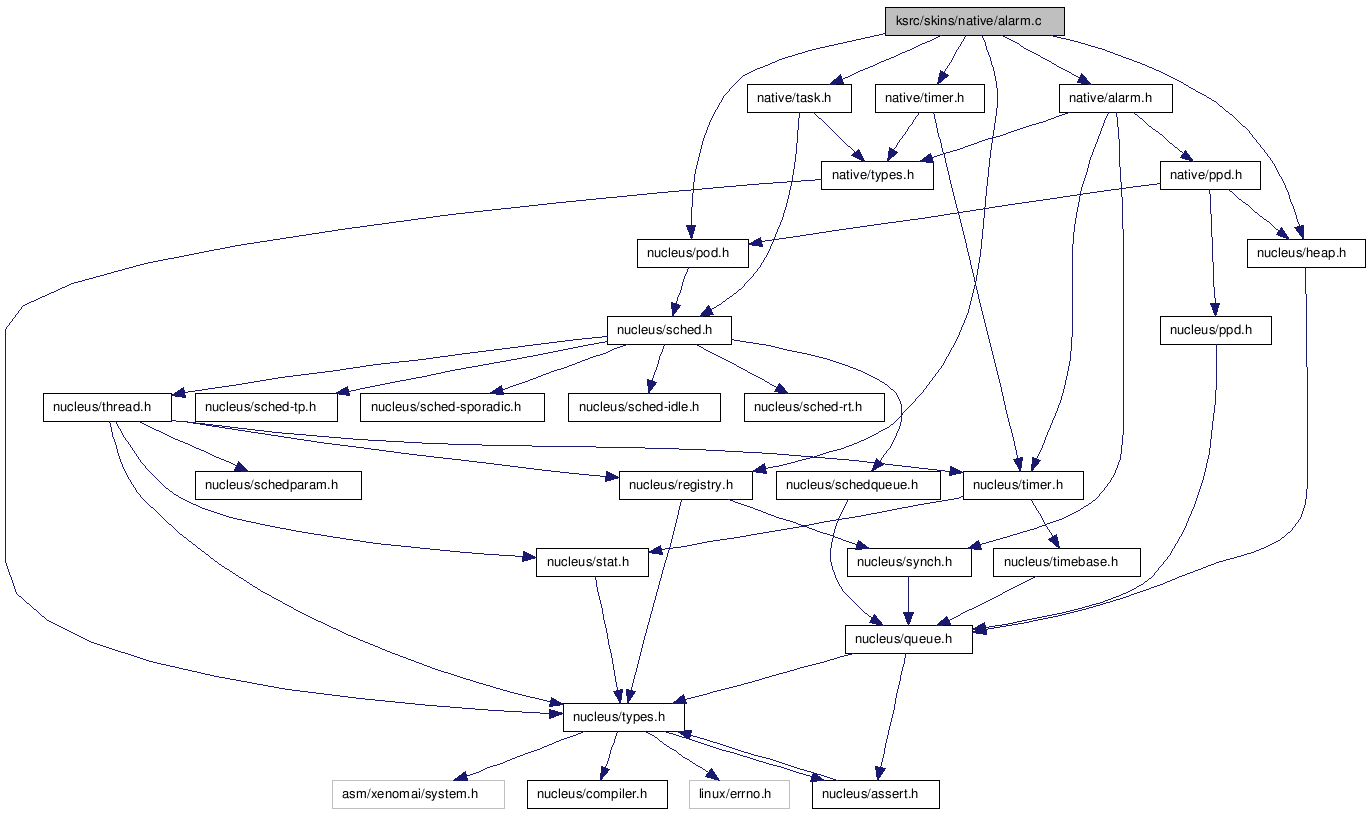 ksrc/skins/native/alarm.c
native/task.h
native/timer.h
native/alarm.h
native/types.h
native/ppd.h
nucleus/pod.h
nucleus/heap.h
nucleus/sched.h
nucleus/ppd.h
nucleus/thread.h
nucleus/sched-tp.h
nucleus/sched-sporadic.h
nucleus/sched-idle.h
nucleus/sched-rt.h
nucleus/schedparam.h
nucleus/registry.h
nucleus/schedqueue.h
nucleus/timer.h
nucleus/stat.h
nucleus/synch.h
nucleus/timebase.h
nucleus/queue.h
nucleus/types.h
asm/xenomai/system.h
nucleus/compiler.h
linux/errno.h
nucleus/assert.h